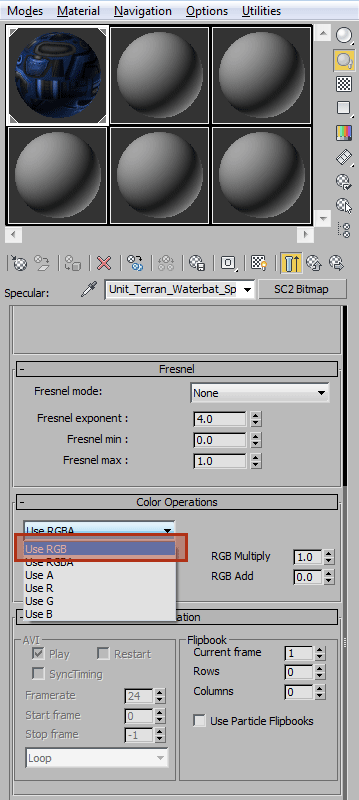 Modes Material Navigation Options Utilities
Specular: Unit_Terran_Waterbat_Sp SC2 Bitmap
- Fresnel
Fresnel mode: None
Fresnel exponent : 4.0
Fresnel min : 0.0
Fresnel max : 1.0
- Color Operations
Use RGBA
Use RGB
Use RGBA RGB Multiply 1.0
Use A RGB Add 0.0
Use R
Use G
Use B
AVI Flipbook
Play Restart Current frame 1
SyncTiming Rows 0
Framerate 24 Columns 0
Start frame 0 Use Particle Flipbooks
Stop frame -1
Loop